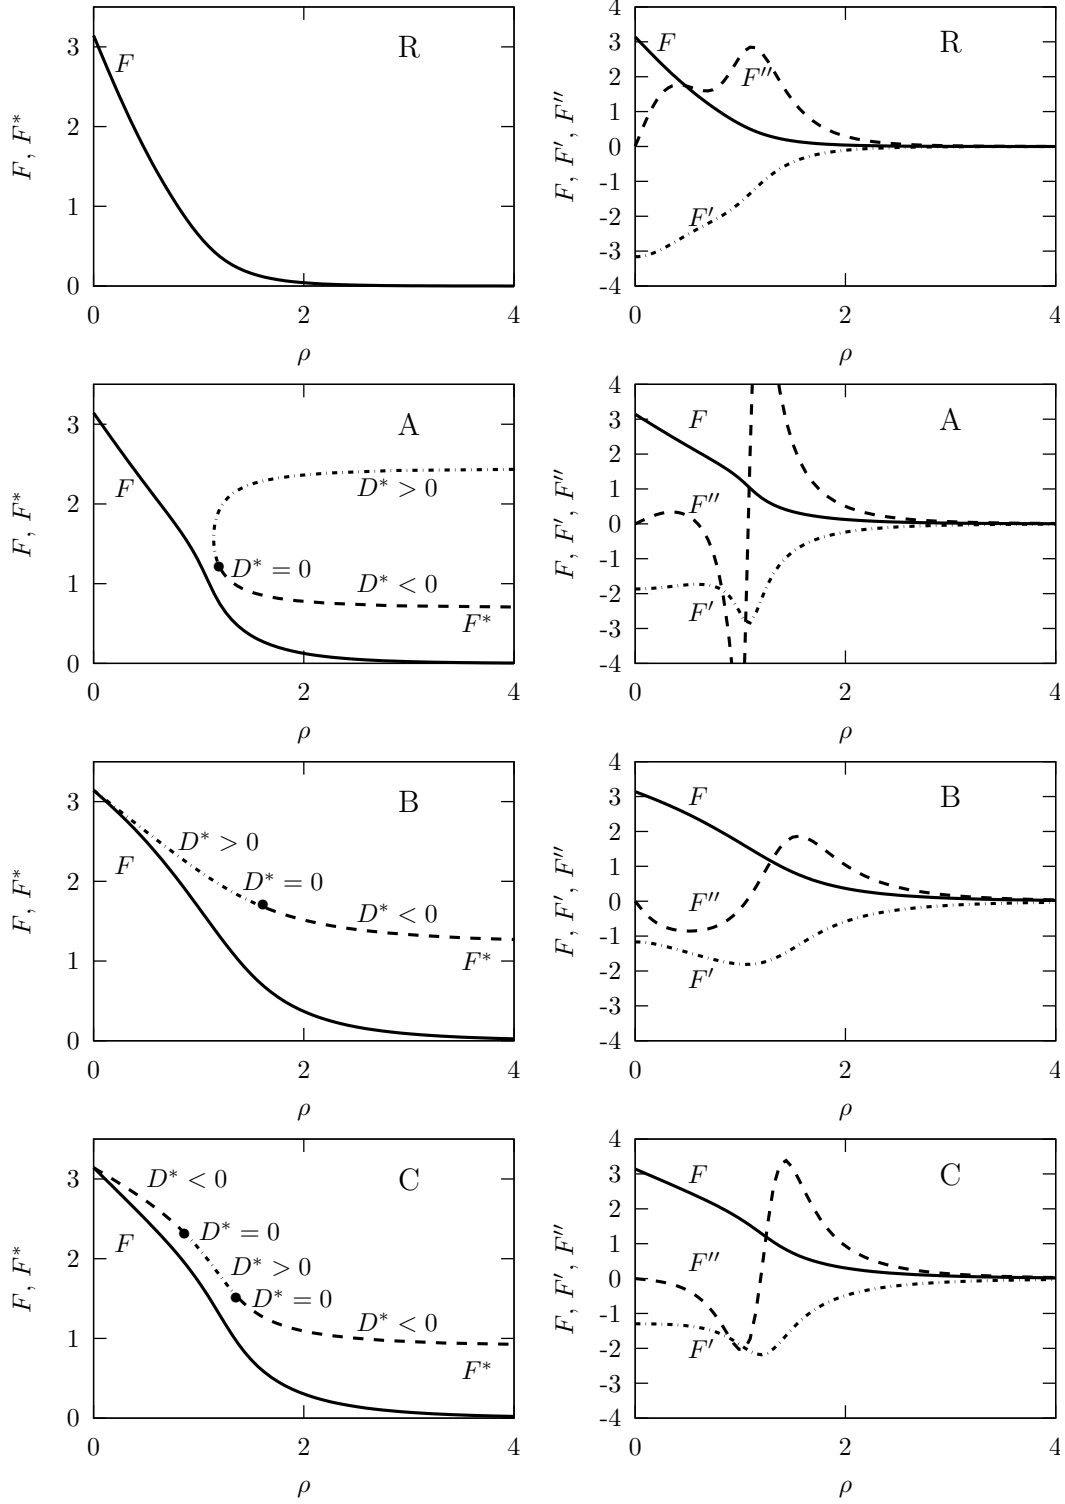 R
F
F, F*
3
2
1
0
0 2 4
ρ
R
F
F′′
F′
F, F′, F′′
4
3
2
1
0
-1
-2
-3
-4
0 2 4
ρ
A
F
D* > 0
D* = 0
D* < 0
F*
F, F*
3
2
1
0
0 2 4
ρ
A
F
F′′
F′
F, F′, F′′
4
3
2
1
0
-1
-2
-3
-4
0 2 4
ρ
B
D* > 0
F
D* = 0
D* < 0
F*
F, F*
3
2
1
0
0 2 4
ρ
B
F
F′′
F′
F, F′, F′′
4
3
2
1
0
-1
-2
-3
-4
0 2 4
ρ
C
D* < 0
F
D* = 0
D* > 0
D* = 0
D* < 0
F*
F, F*
3
2
1
0
0 2 4
ρ
C
F
F′′
F′
F, F′, F′′
4
3
2
1
0
-1
-2
-3
-4
0 2 4
ρ